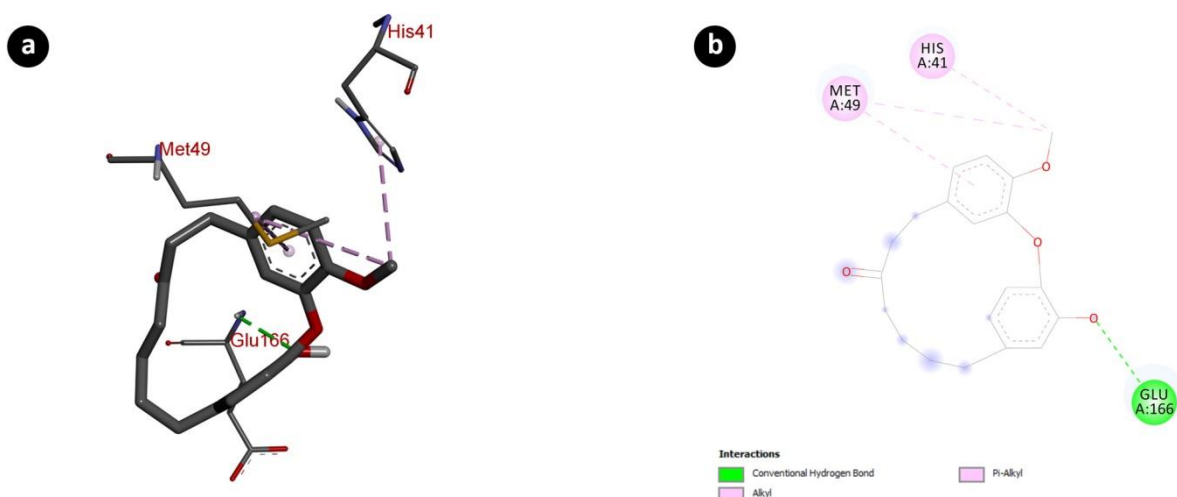 a
His41
Met49
Glu166
b
HIS
A:41
MET
A:49
O
O
O
O
GLU
A:166
Interactions
Conventional Hydrogen Bond
Alkyl
Pi-Alkyl